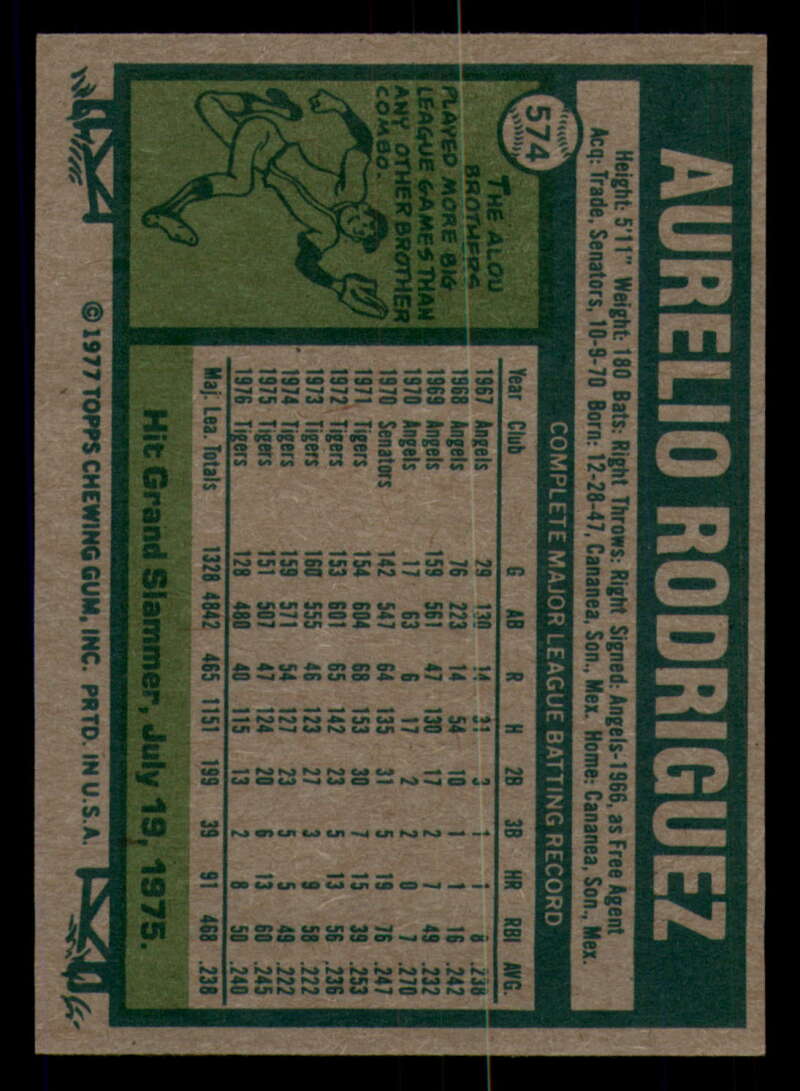 AURELIO RODRIGUEZ
574
Height: 5'11" Weight: 180 Bats: Right Throws: Right Signed: Angels-1966, as Free Agent
Acq: Trade, Senators, 10-9-70 Born: 12-28-47, Cananea, Son., Mex. Home: Cananea, Son., Mex.
THE ALOU
BROTHERS
PLAYED MORE BIG
LEAGUE GAMES THAN
ANY OTHER BROTHER
COMBO.
COMPLETE MAJOR LEAGUE BATTING RECORD
Year Club G AB R H 2B 3B HR RBI AVG.
1967 Angels 29 130 14 31 3 1 1 8 .238
1968 Angels 76 223 14 54 10 1 1 16 .242
1969 Angels 159 561 47 130 17 2 7 49 .232
1970 Angels 17 63 6 17 2 2 0 7 .270
1970 Senators 142 547 64 135 31 5 19 76 .247
1971 Tigers 154 604 68 153 30 7 15 39 .253
1972 Tigers 153 601 65 142 23 5 13 56 .236
1973 Tigers 160 555 46 123 27 3 9 58 .222
1974 Tigers 159 571 54 127 23 5 5 49 .222
1975 Tigers 151 507 47 124 20 6 13 60 .245
1976 Tigers 128 480 40 115 13 2 8 50 .240
Maj. Lea. Totals 1328 4842 465 1151 199 39 91 468 .238
Hit Grand Slammer, July 19, 1975.
©1977 TOPPS CHEWING GUM, INC. PRTD. IN U.S.A.